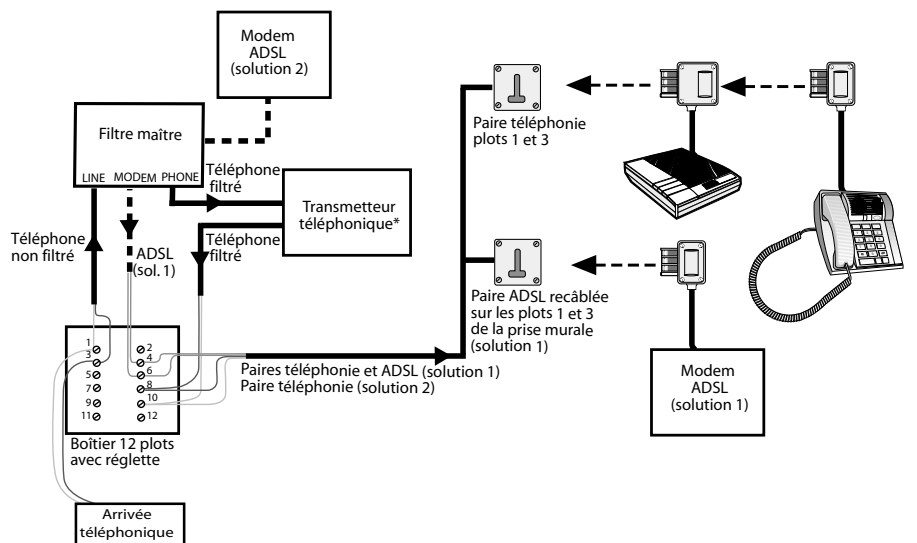 Modem
ADSL
(solution 2)
Filtre maître
LINE MODEM PHONE
Téléphone
filtré
Transmetteur
téléphonique*
Téléphone
filtré
Téléphone
non filtré
ADSL
(sol. 1)
Paire téléphonie
plots 1 et 3
Paire ADSL recâblée
sur les plots 1 et 3
de la prise murale
(solution 1)
Modem
ADSL
(solution 1)
1 2
3 4
5 6
7 8
9 10
11 12
Paires téléphonie et ADSL (solution 1)
Paire téléphonie (solution 2)
Boîtier 12 plots
avec réglette
Arrivée
téléphonique